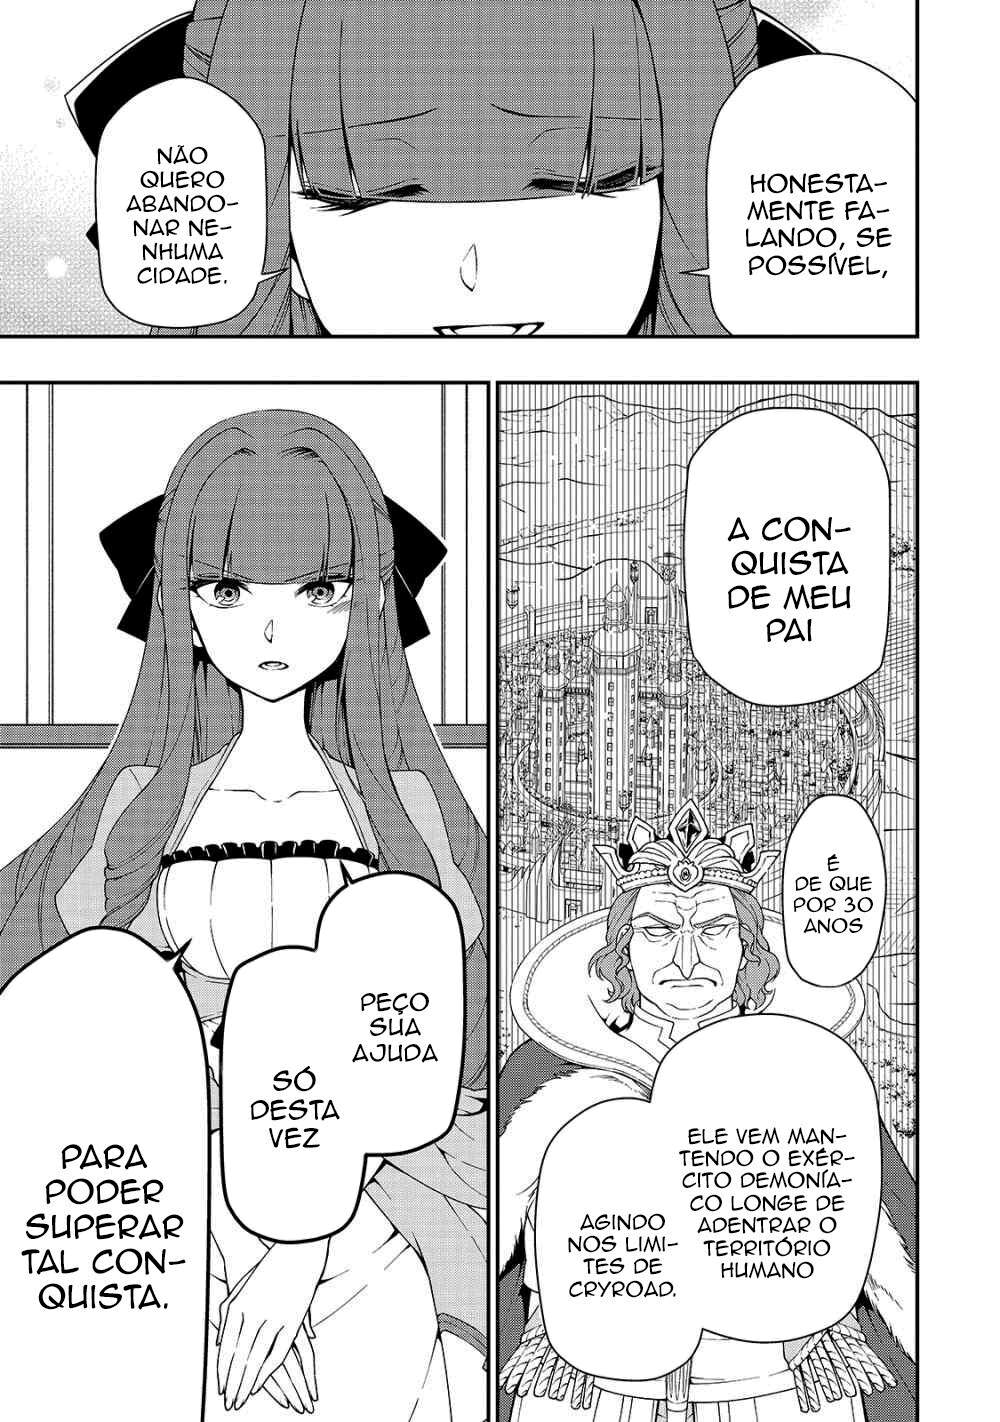 HONESTA-
MENTE FA-
LANDO, SE
POSSÍVEL,
NÃO
QUERO
ABANDO-
NAR NE-
NHUMA
CIDADE.
A CON-
QUISTA
DE MEU
PAI
É
DE QUE
POR 30
ANOS
ELE VEM MAN-
TENDO O EXÉR-
CITO DEMONÍA-
CO LONGE DE
ADENTRAR O
TERRITÓRIO
HUMANO
AGINDO
NOS LIMI-
TES DE
CRYROAD.
PEÇO
SUA
AJUDA
SÓ
DESTA
VEZ
PARA
PODER
SUPERAR
TAL CON-
QUISTA.